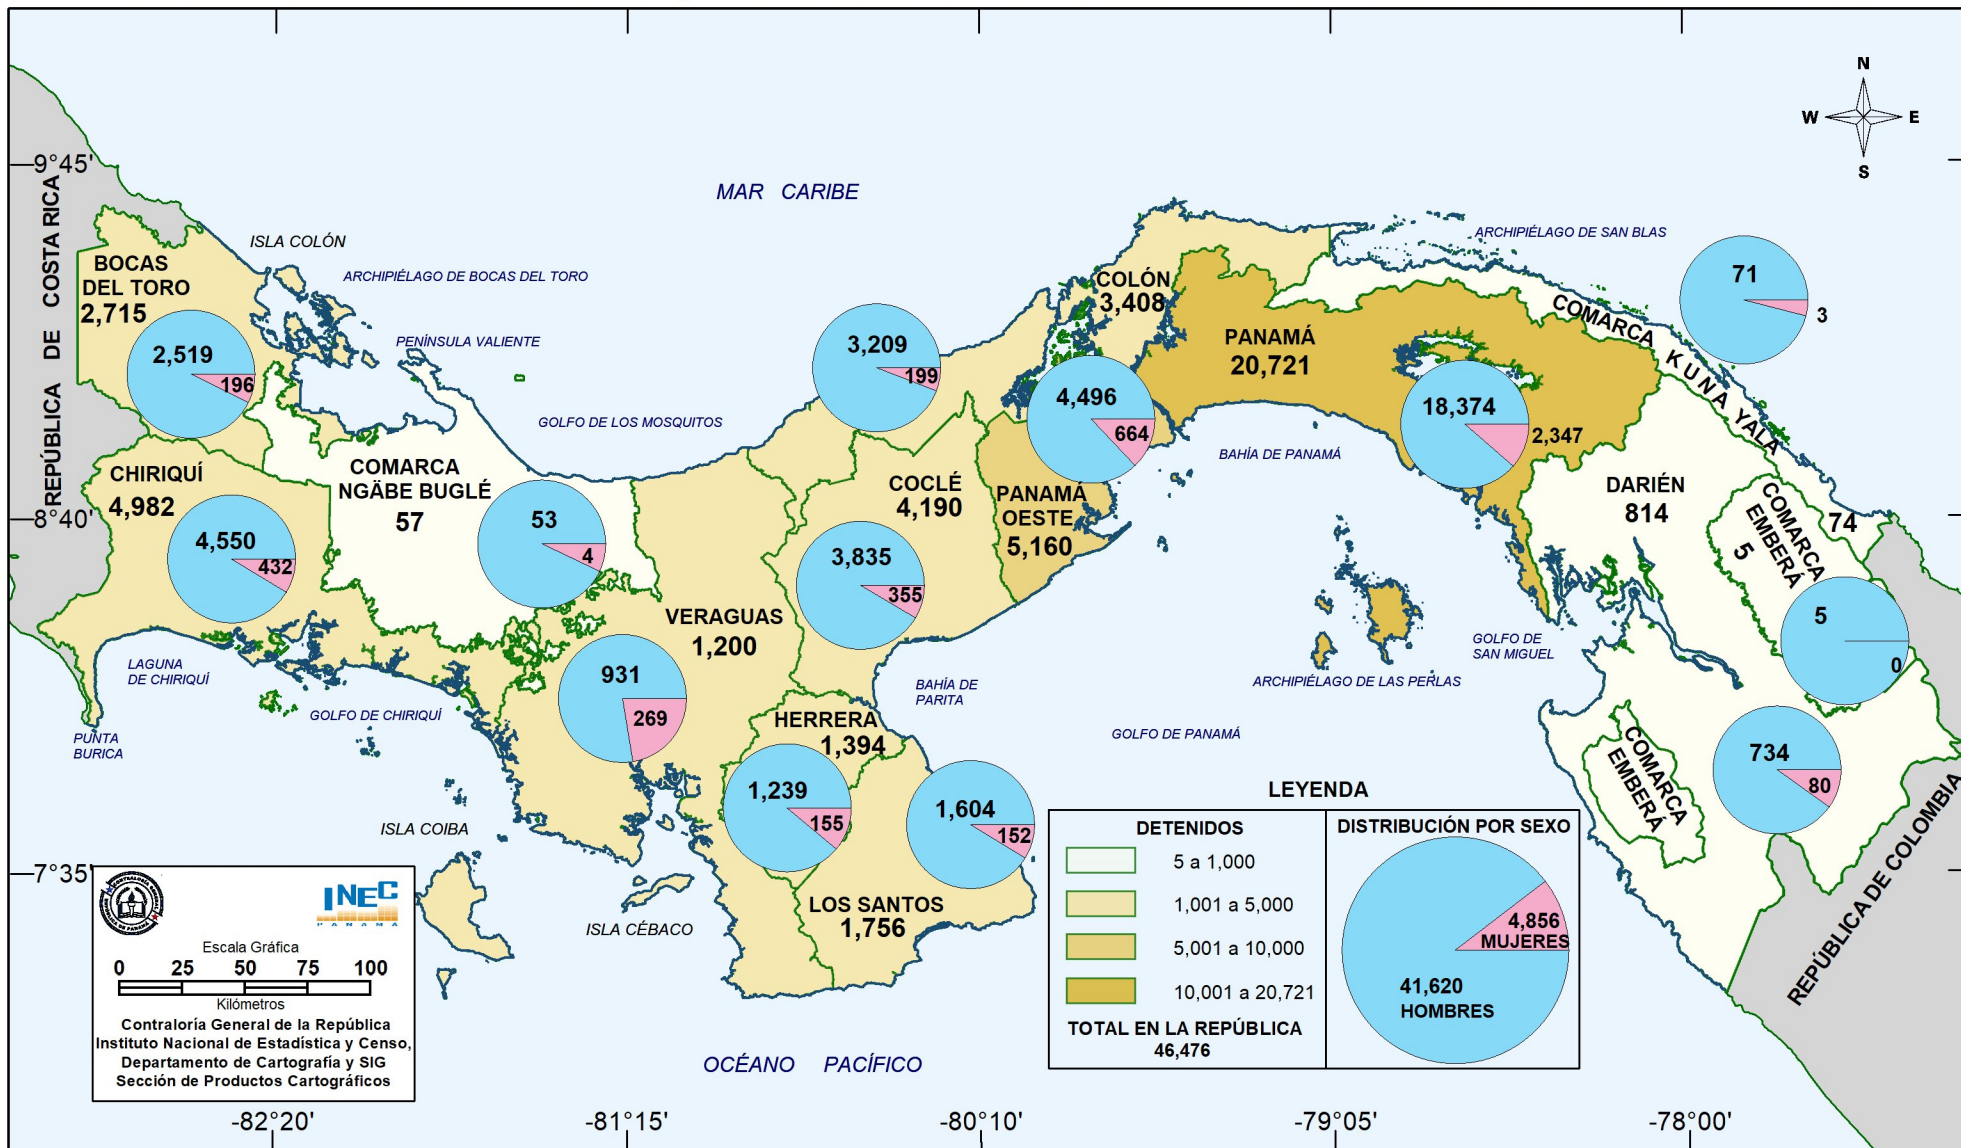 N
W E
S
9°45'
8°40'
7°35'
-82°20'
-81°15'
-80°10'
-79°05'
-78°00'
REPÚBLICA DE COSTA RICA
MAR CARIBE
ISLA COLÓN
ARCHIPIÉLAGO DE BOCAS DEL TORO
PENÍNSULA VALIENTE
GOLFO DE LOS MOSQUITOS
ARCHIPIÉLAGO DE SAN BLAS
BOCAS
DEL TORO
2,715
2,519
196
CHIRIQUÍ
4,982
4,550
432
COMARCA
NGÄBE BUGLÉ
57
53
4
VERAGUAS
1,200
931
269
COCLÉ
4,190
3,835
355
COLÓN
3,408
3,209
199
PANAMÁ
OESTE
5,160
4,496
664
PANAMÁ
20,721
18,374
2,347
COMARCA KUNA YALA
74
71
3
DARIÉN
814
734
80
COMARCA
EMBERÁ
5
5
0
COMARCA
EMBERÁ
HERRERA
1,394
1,239
155
LOS SANTOS
1,756
1,604
152
LAGUNA
DE CHIRIQUÍ
PUNTA
BURICA
GOLFO DE CHIRIQUÍ
ISLA COIBA
ISLA CÉBACO
BAHÍA DE
PARITA
BAHÍA DE PANAMÁ
GOLFO DE
SAN MIGUEL
ARCHIPIÉLAGO DE LAS PERLAS
GOLFO DE PANAMÁ
OCÉANO PACÍFICO
REPÚBLICA DE COLOMBIA
LEYENDA
DETENIDOS
5 a 1,000
1,001 a 5,000
5,001 a 10,000
10,001 a 20,721
TOTAL EN LA REPÚBLICA
46,476
DISTRIBUCIÓN POR SEXO
4,856
MUJERES
41,620
HOMBRES
INEC
PANAMÁ
Escala Gráfica
0 25 50 75 100
Kilómetros
Contraloría General de la República
Instituto Nacional de Estadística y Censo,
Departamento de Cartografía y SIG
Sección de Productos Cartográficos